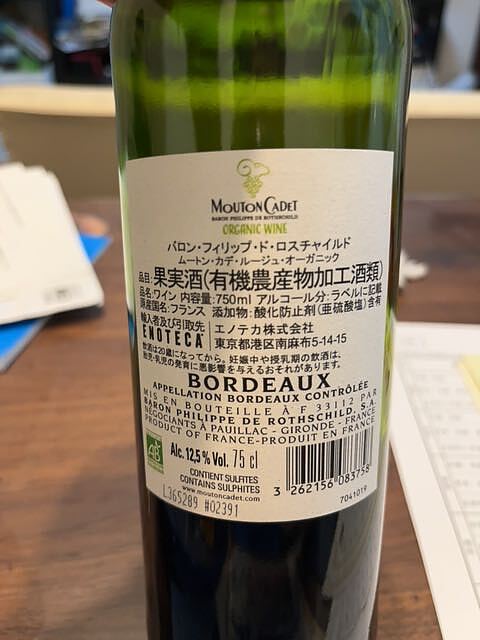 MOUTON CADET
BARON PHILIPPE DE ROTHSCHILD
ORGANIC WINE
バロン・フィリップ・ド・ロスチャイルド
ムートン・カデ・ルージュ・オーガニック
品目:果実酒(有機農産物加工酒類)
品名:ワイン 内容量:750ml アルコール分:ラベルに記載
原産国名:フランス 添加物:酸化防止剤(亜硫酸塩)含有
輸入者及び引取先 エノテカ株式会社
ENOTECA 東京都港区南麻布5-14-15
飲酒は20歳になってから。妊娠中や授乳期の飲酒は、
胎児・乳児の発育に悪影響を与えるおそれがあります。
BORDEAUX
APPELLATION BORDEAUX CONTRÔLÉE
MIS EN BOUTEILLE À F 33112 PAR
BARON PHILIPPE DE ROTHSCHILD, S.A.
NÉGOCIANTS À PAUILLAC - GIRONDE - FRANCE
PRODUCT OF FRANCE-PRODUIT EN FRANCE
AB
Alc. 12,5 % Vol. 75 cl
CONTIENT SULFITES
CONTAINS SULPHITES
www.moutoncadet.com
3 262156 083758
7041019
L365289 #02391